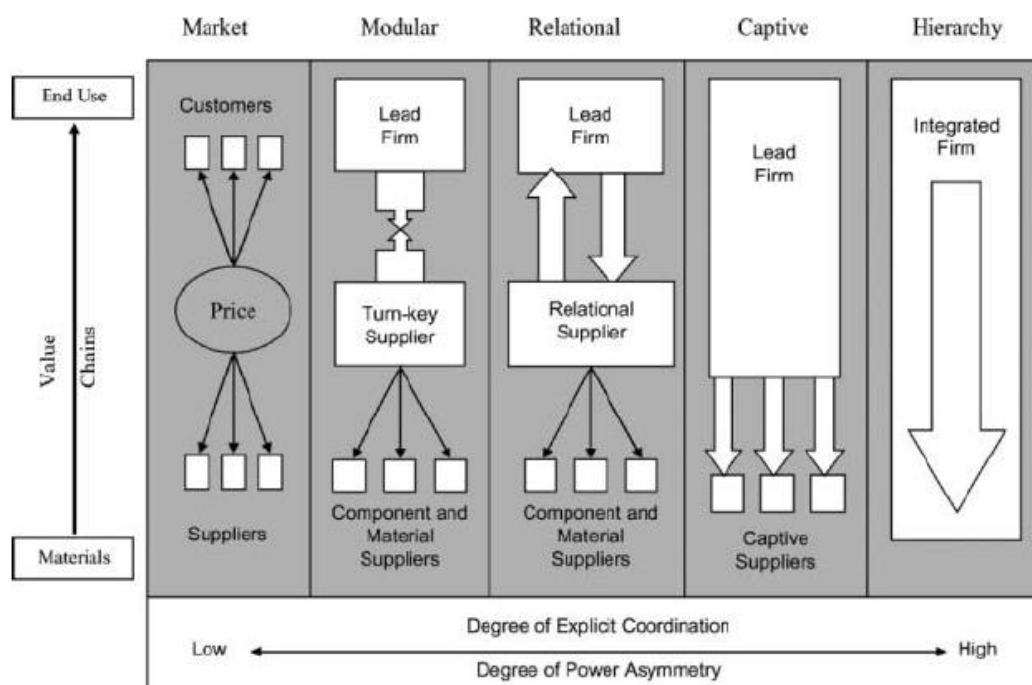 Market
Modular
Relational
Captive
Hierarchy
End Use
Value
Chains
Materials
Customers
Price
Suppliers
Lead
Firm
Turn-key
Supplier
Component and
Material
Suppliers
Lead
Firm
Relational
Supplier
Component and
Material
Suppliers
Lead
Firm
Captive
Suppliers
Integrated
Firm
Degree of Explicit Coordination
Low
High
Degree of Power Asymmetry